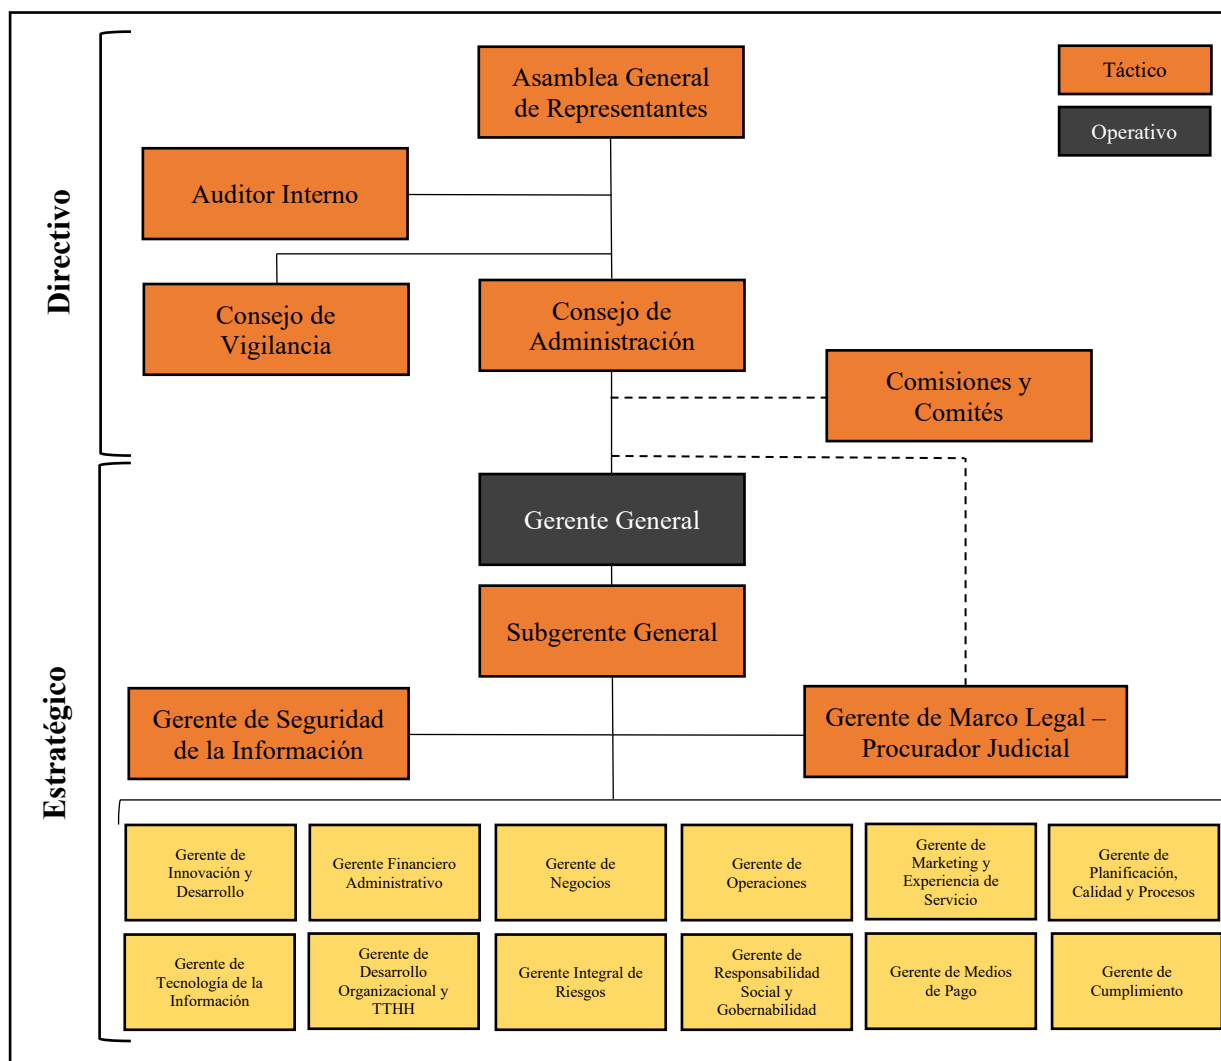 Asamblea General
de Representantes
Táctico
Operativo
Auditor Interno
Directivo
Consejo de
Vigilancia
Consejo de
Administración
Comisiones y
Comités
Gerente General
Subgerente General
Estratégico
Gerente de Seguridad
de la Información
Gerente de Marco Legal –
Procurador Judicial
Gerente de
Innovación y
Desarrollo
Gerente Financiero
Administrativo
Gerente de
Negocios
Gerente de
Operaciones
Gerente de
Marketing y
Experiencia de
Servicio
Gerente de
Planificación,
Calidad y Procesos
Gerente de
Tecnología de la
Información
Gerente de
Desarrollo
Organizacional y
TTHH
Gerente Integral de
Riesgos
Gerente de
Responsabilidad
Social y
Gobernabilidad
Gerente de Medios
de Pago
Gerente de
Cumplimiento